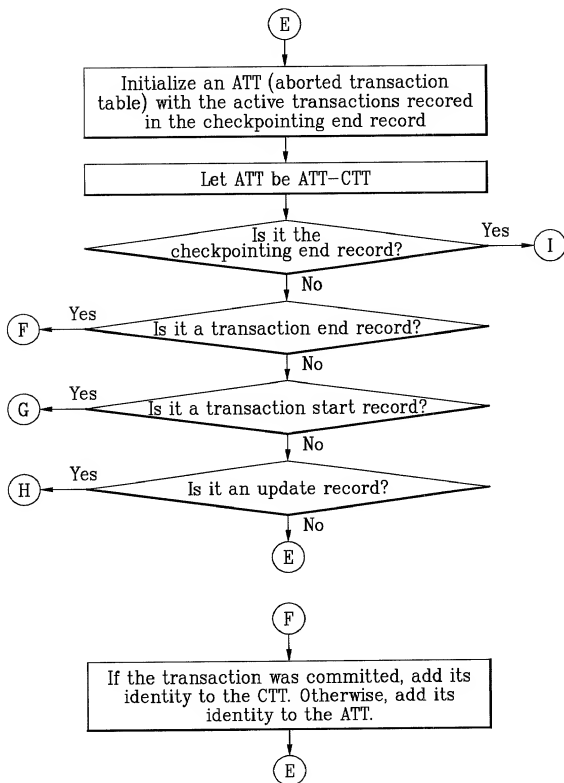 E
Initialize an ATT (aborted transaction
table) with the active transactions recored
in the checkpointing end record
Let ATT be ATT-CTT
Is it the
checkpointing end record?
Yes
I
No
Yes
F
Is it a transaction end record?
No
Yes
G
Is it a transaction start record?
No
Yes
H
Is it an update record?
No
E
F
If the transaction was committed, add its
identity to the CTT. Otherwise, add its
identity to the ATT.
E